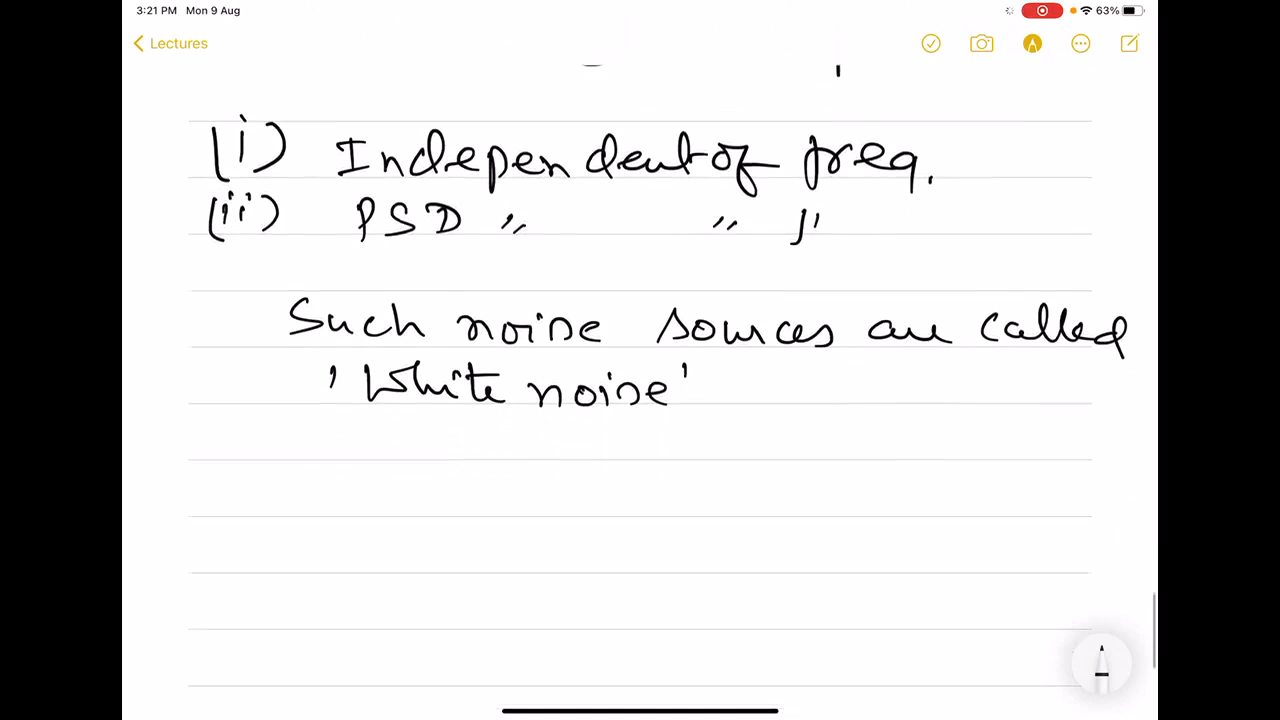 3:21 PM Mon 9 Aug 63%
Lectures
(i) Independent of freq.
(ii) PSD " " "
Such noise sources are called
'White noise'